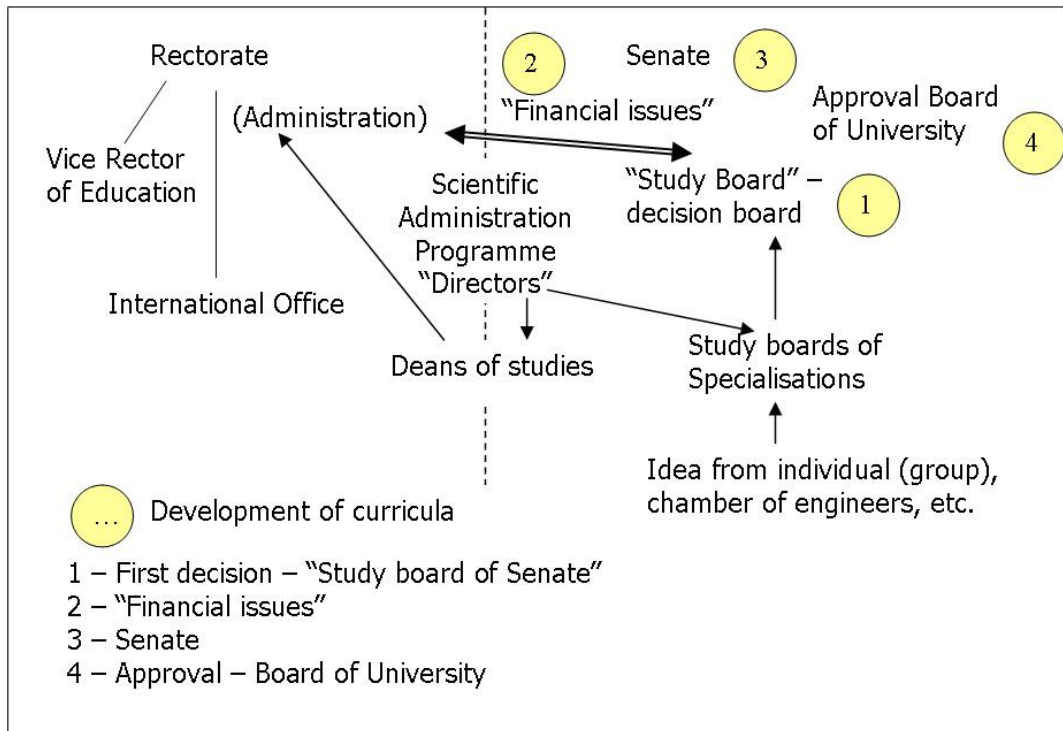 Rectorate
(Administration)
Vice Rector
of Education
International Office
2
"Financial issues"
Senate
3
Approval Board
of University
4
"Study Board" –
decision board
1
Scientific
Administration
Programme
"Directors"
Deans of studies
Study boards of
Specialisations
Idea from individual (group),
chamber of engineers, etc.
... Development of curricula
1 – First decision – "Study board of Senate"
2 – "Financial issues"
3 – Senate
4 – Approval – Board of University